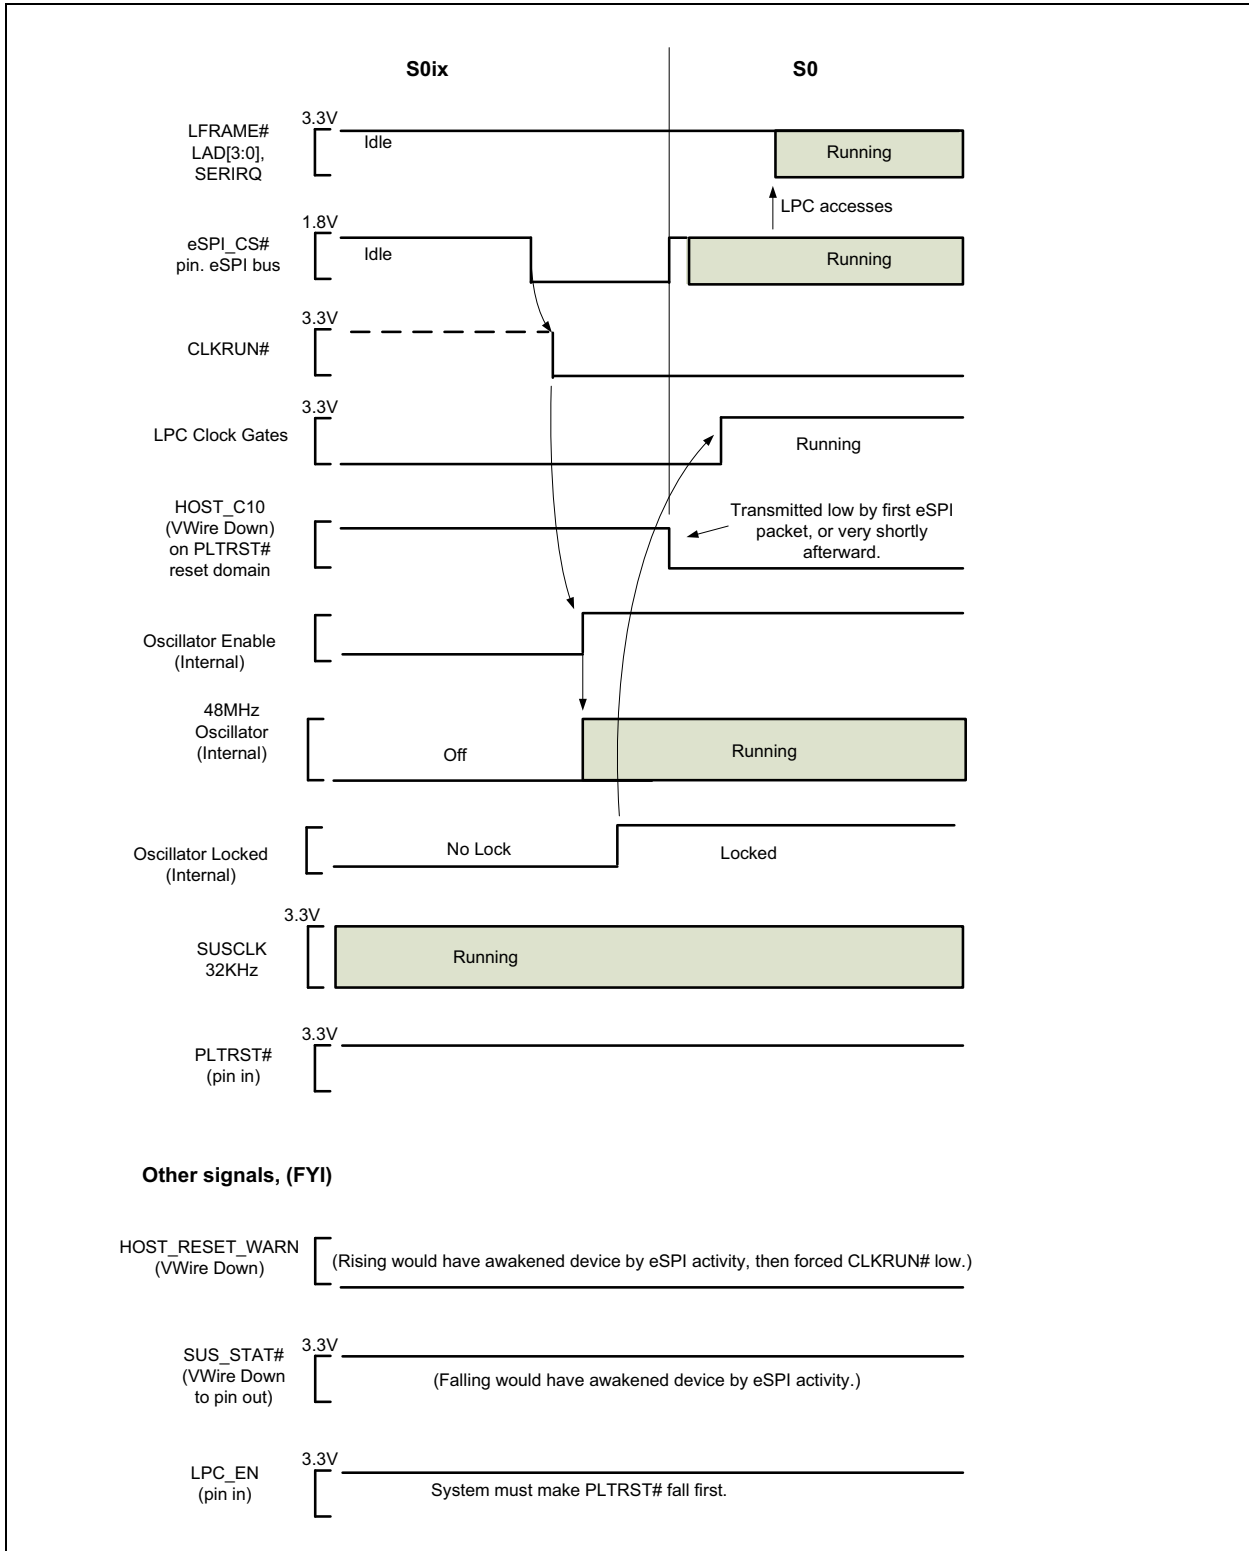 S0ix
S0
3.3V
LFRAME#
LAD[3:0],
SERIRQ
Idle
Running
LPC accesses
1.8V
eSPI_CS#
pin. eSPI bus
Idle
Running
3.3V
CLKRUN#
3.3V
LPC Clock Gates
Running
HOST_C10
(VWire Down)
on PLTRST#
reset domain
Transmitted low by first eSPI
packet, or very shortly
afterward.
Oscillator Enable
(Internal)
48MHz
Oscillator
(Internal)
Off
Running
Oscillator Locked
(Internal)
No Lock
Locked
3.3V
SUSCLK
32KHz
Running
3.3V
PLTRST#
(pin in)
Other signals, (FYI)
HOST_RESET_WARN
(VWire Down)
(Rising would have awakened device by eSPI activity, then forced CLKRUN# low.)
3.3V
SUS_STAT#
(VWire Down
to pin out)
(Falling would have awakened device by eSPI activity.)
3.3V
LPC_EN
(pin in)
System must make PLTRST# fall first.